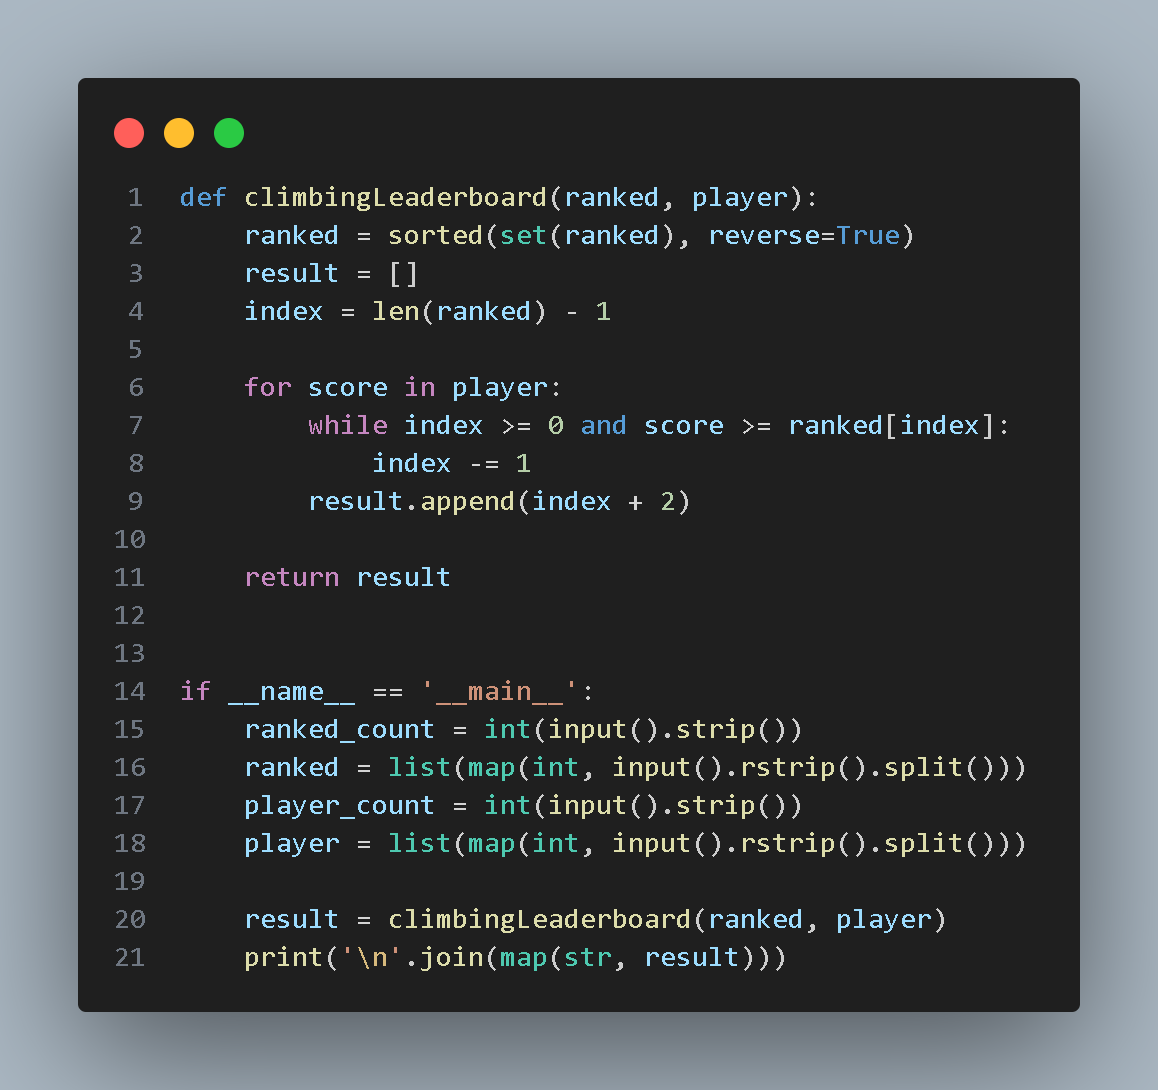 1 def climbingLeaderboard(ranked, player):
2     ranked = sorted(set(ranked), reverse=True)
3     result = []
4     index = len(ranked) - 1
5
6     for score in player:
7         while index >= 0 and score >= ranked[index]:
8             index -= 1
9         result.append(index + 2)
10
11     return result
12
13
14 if __name__ == '__main__':
15     ranked_count = int(input().strip())
16     ranked = list(map(int, input().rstrip().split()))
17     player_count = int(input().strip())
18     player = list(map(int, input().rstrip().split()))
19
20     result = climbingLeaderboard(ranked, player)
21     print('\n'.join(map(str, result)))